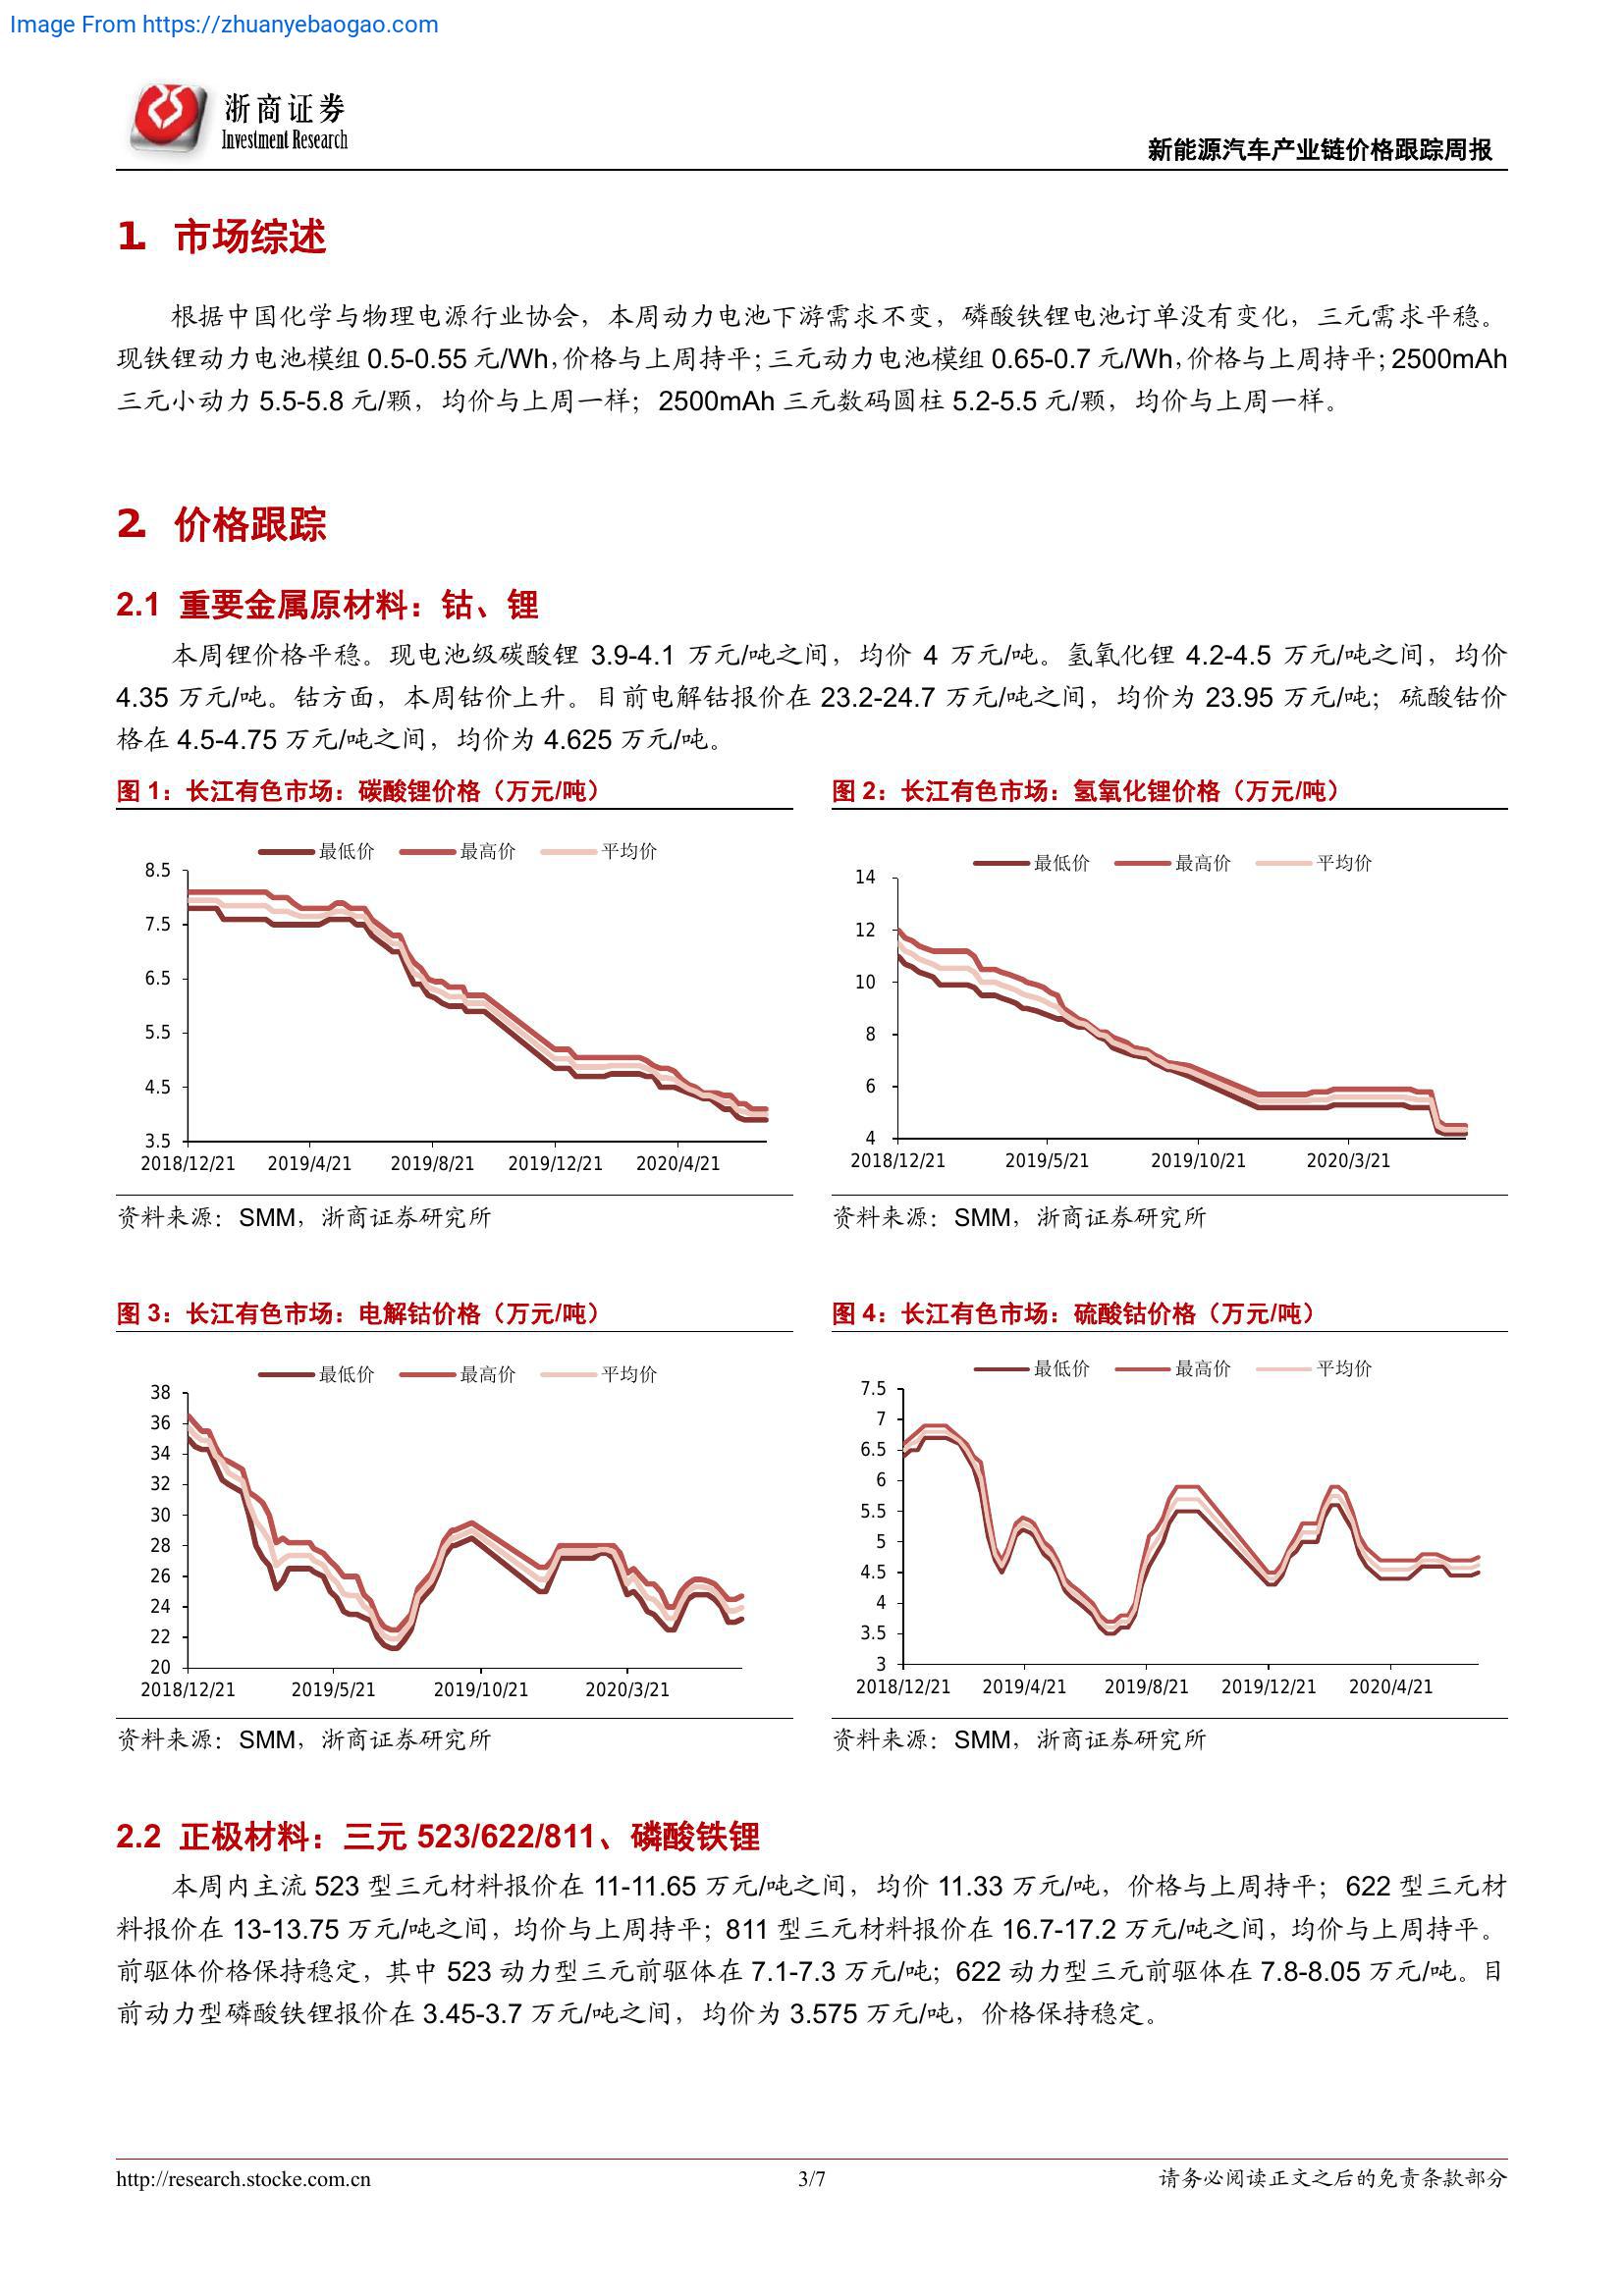 Image From https://zhuanyebaogao.com
浙商证券
Investment Research
新能源汽车产业链价格跟踪周报
1. 市场综述
根据中国化学与物理电源行业协会，本周动力电池下游需求不变，磷酸铁锂电池订单没有变化，三元需求平稳。
现铁锂动力电池模组 0.5-0.55 元/Wh，价格与上周持平；三元动力电池模组 0.65-0.7 元/Wh，价格与上周持平；2500mAh
三元小动力 5.5-5.8 元/颗，均价与上周一样；2500mAh 三元数码圆柱 5.2-5.5 元/颗，均价与上周一样。
2. 价格跟踪
2.1 重要金属原材料：钴、锂
本周锂价格平稳。现电池级碳酸锂 3.9-4.1 万元/吨之间，均价 4 万元/吨。氢氧化锂 4.2-4.5 万元/吨之间，均价
4.35 万元/吨。钴方面，本周钴价上升。目前电解钴报价在 23.2-24.7 万元/吨之间，均价为 23.95 万元/吨；硫酸钴价
格在 4.5-4.75 万元/吨之间，均价为 4.625 万元/吨。
图 1：长江有色市场：碳酸锂价格（万元/吨）
最低价 最高价 平均价
8.5
7.5
6.5
5.5
4.5
3.5
2018/12/21 2019/4/21 2019/8/21 2019/12/21 2020/4/21
资料来源：SMM，浙商证券研究所
图 2：长江有色市场：氢氧化锂价格（万元/吨）
最低价 最高价 平均价
14
12
10
8
6
4
2018/12/21 2019/5/21 2019/10/21 2020/3/21
资料来源：SMM，浙商证券研究所
图 3：长江有色市场：电解钴价格（万元/吨）
最低价 最高价 平均价
38
36
34
32
30
28
26
24
22
20
2018/12/21 2019/5/21 2019/10/21 2020/3/21
资料来源：SMM，浙商证券研究所
图 4：长江有色市场：硫酸钴价格（万元/吨）
最低价 最高价 平均价
7.5
7
6.5
6
5.5
5
4.5
4
3.5
3
2018/12/21 2019/4/21 2019/8/21 2019/12/21 2020/4/21
资料来源：SMM，浙商证券研究所
2.2 正极材料：三元 523/622/811、磷酸铁锂
本周内主流 523 型三元材料报价在 11-11.65 万元/吨之间，均价 11.33 万元/吨，价格与上周持平；622 型三元材
料报价在 13-13.75 万元/吨之间，均价与上周持平；811 型三元材料报价在 16.7-17.2 万元/吨之间，均价与上周持平。
前驱体价格保持稳定，其中 523 动力型三元前驱体在 7.1-7.3 万元/吨；622 动力型三元前驱体在 7.8-8.05 万元/吨。目
前动力型磷酸铁锂报价在 3.45-3.7 万元/吨之间，均价为 3.575 万元/吨，价格保持稳定。
http://research.stocke.com.cn
3/7
请务必阅读正文之后的免责条款部分